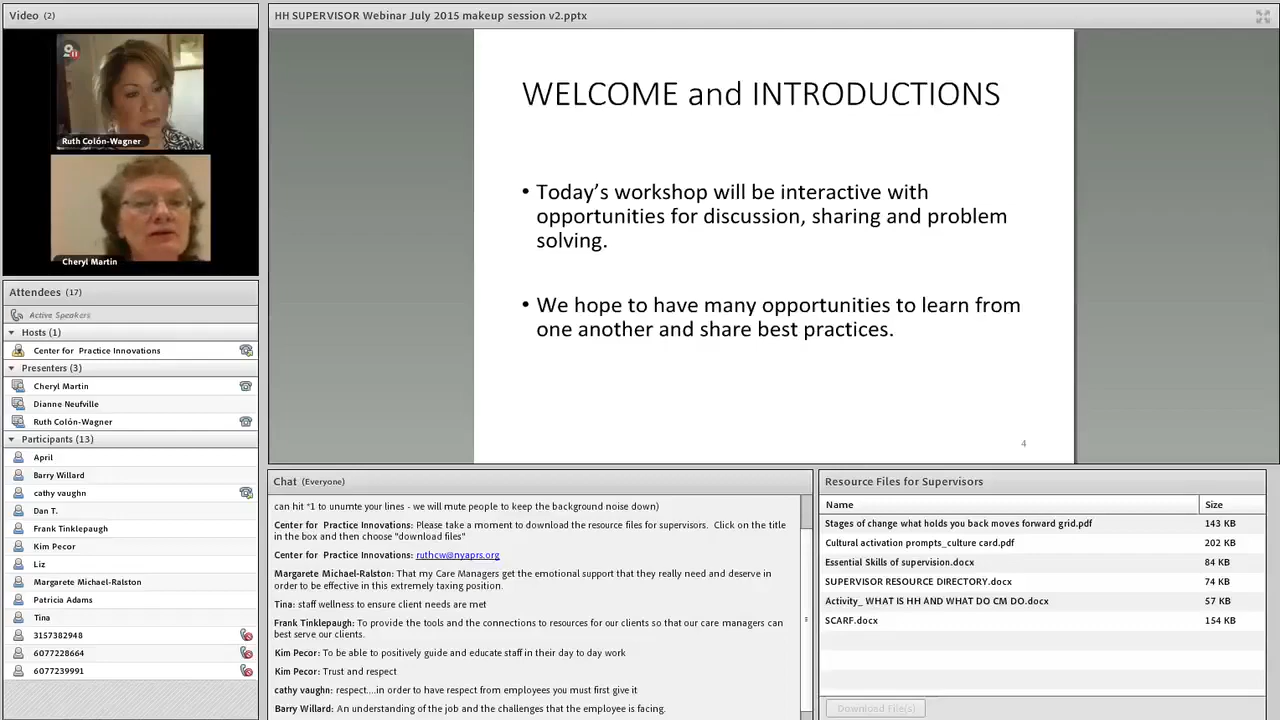 Video (2)
Ruth Colón-Wagner
Cheryl Martin
Attendees (17)
Active Speakers
Hosts (1)
Center for Practice Innovations
Presenters (3)
Cheryl Martin
Dianne Neufville
Ruth Colón-Wagner
Participants (13)
April
Barry Willard
cathy vaughn
Dan T.
Frank Tinklepaugh
Kim Pecor
Liz
Margarete Michael-Ralston
Patricia Adams
Tina
3157382948
6077228664
6077239991
HH SUPERVISOR Webinar July 2015 makeup session v2.pptx
WELCOME and INTRODUCTIONS
• Today's workshop will be interactive with
opportunities for discussion, sharing and problem
solving.
• We hope to have many opportunities to learn from
one another and share best practices.
4
Chat (Everyone)
can hit *1 to unumte your lines - we will mute people to keep the background noise down)
Center for Practice Innovations: Please take a moment to download the resource files for supervisors. Click on the title
in the box and then choose "download files"
Center for Practice Innovations: ruthcw@nyaprs.org
Margarete Michael-Ralston: That my Care Managers get the emotional support that they really need and deserve in
order to be effective in this extremely taxing position.
Tina: staff wellness to ensure client needs are met
Frank Tinklepaugh: To provide the tools and the connections to resources for our clients so that our care managers can
best serve our clients.
Kim Pecor: To be able to positively guide and educate staff in their day to day work
Kim Pecor: Trust and respect
cathy vaughn: respect....in order to have respect from employees you must first give it
Barry Willard: An understanding of the job and the challenges that the employee is facing.
Resource Files for Supervisors
Name Size
Stages of change what holds you back moves forward grid.pdf 143 KB
Cultural activation prompts_culture card.pdf 202 KB
Essential Skills of supervision.docx 84 KB
SUPERVISOR RESOURCE DIRECTORY.docx 74 KB
Activity_ WHAT IS HH AND WHAT DO CM DO.docx 57 KB
SCARF.docx 154 KB
Download File(s)